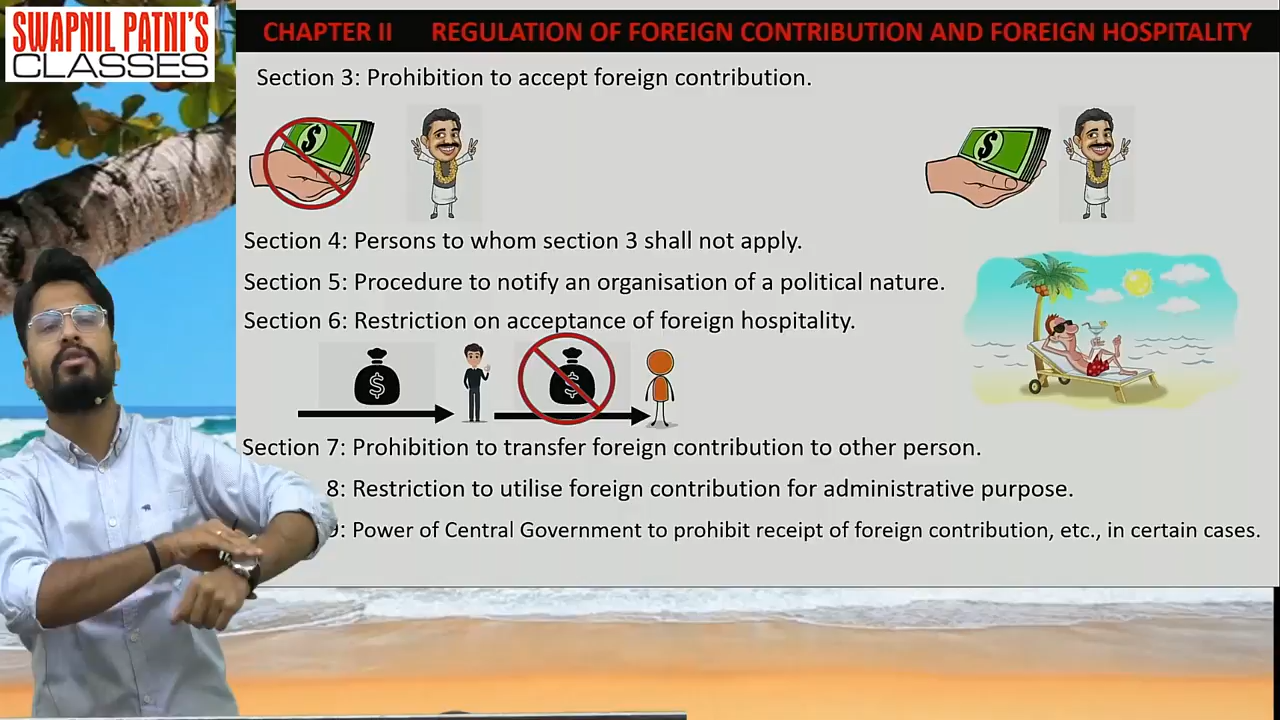 SWAPNIL PATNI'S
CLASSES
CHAPTER II REGULATION OF FOREIGN CONTRIBUTION AND FOREIGN HOSPITALITY
Section 3: Prohibition to accept foreign contribution.
$
$
Section 4: Persons to whom section 3 shall not apply.
Section 5: Procedure to notify an organisation of a political nature.
Section 6: Restriction on acceptance of foreign hospitality.
$ $
Section 7: Prohibition to transfer foreign contribution to other person.
8: Restriction to utilise foreign contribution for administrative purpose.
9: Power of Central Government to prohibit receipt of foreign contribution, etc., in certain cases.